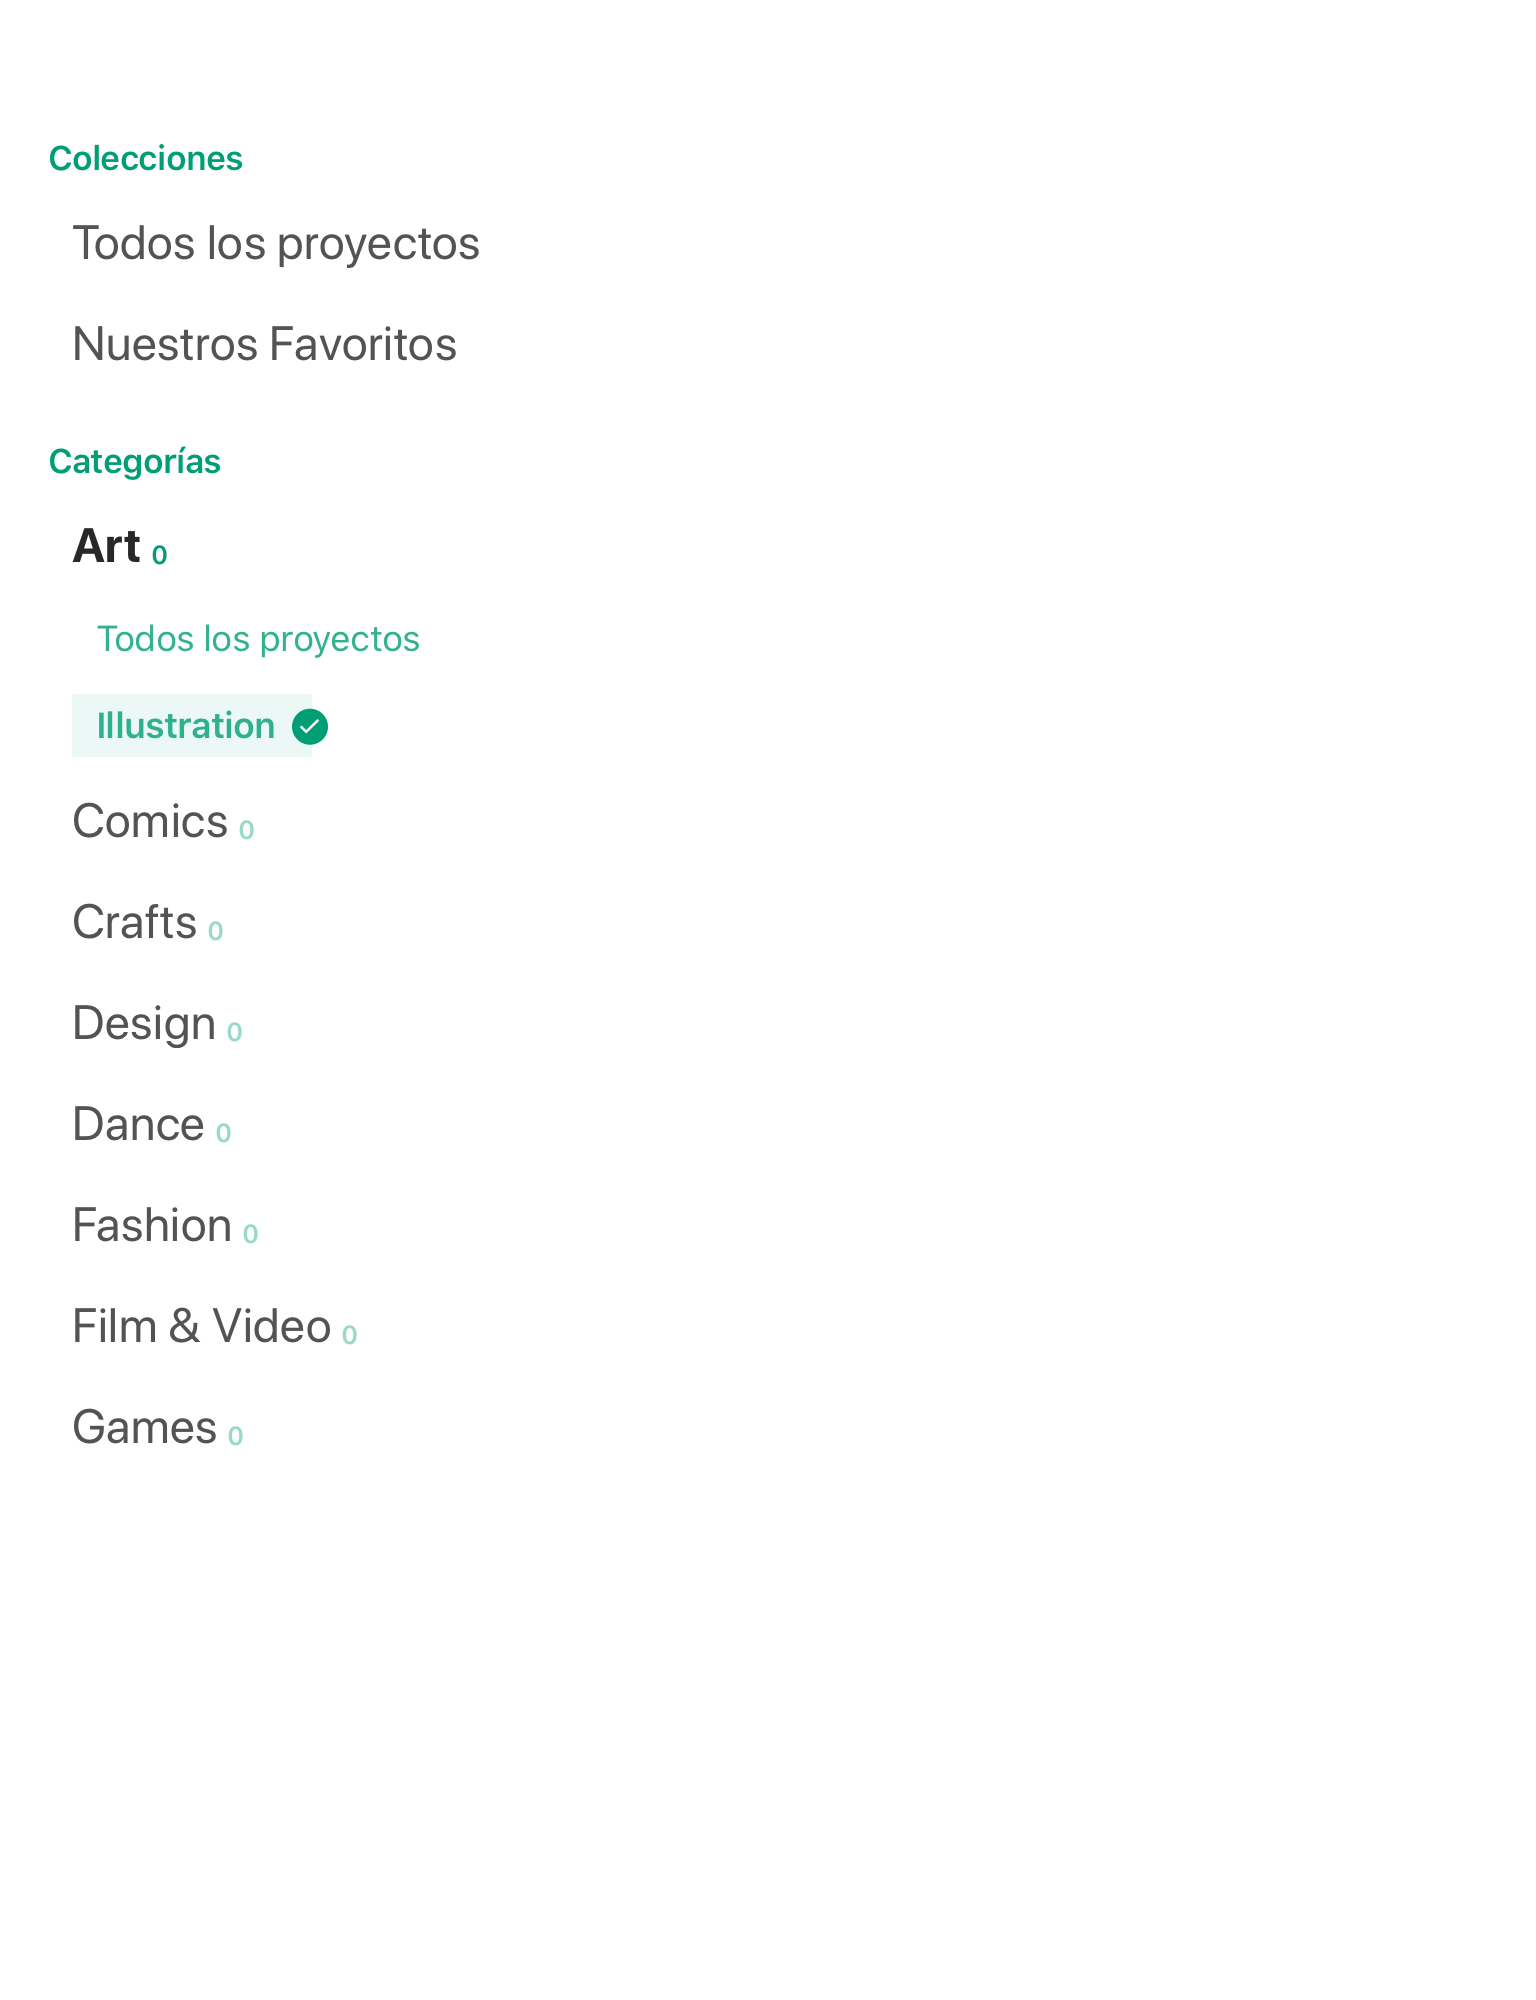 Colecciones
Todos los proyectos
Nuestros Favoritos
Categorías
Art 0
Todos los proyectos
Illustration
Comics 0
Crafts 0
Design 0
Dance 0
Fashion 0
Film & Video 0
Games 0